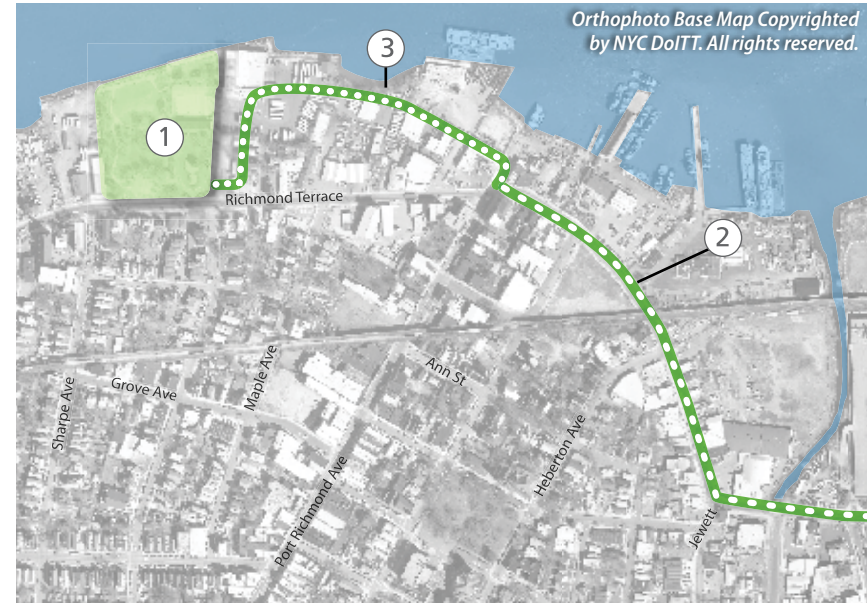 Orthophoto Base Map Copyrighted
by NYC DoITT. All rights reserved.
3
1
Richmond Terrace
2
Ann St
Maple Ave
Grove Ave
Sharpe Ave
Heberton Ave
Port Richmond Ave
Jewett